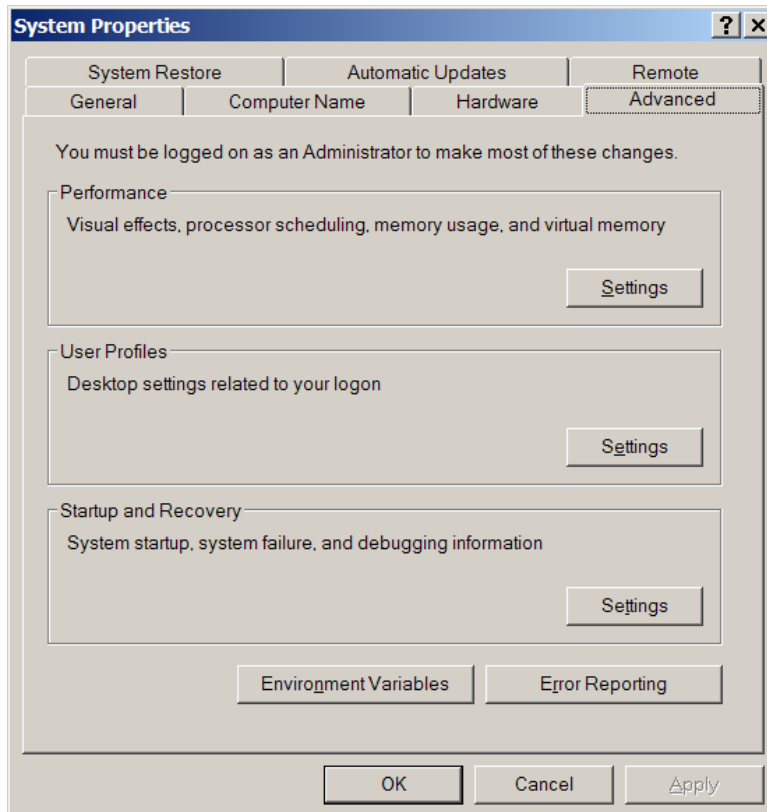 System Properties
System Restore
Automatic Updates
Remote
General
Computer Name
Hardware
Advanced
You must be logged on as an Administrator to make most of these changes.
Performance
Visual effects, processor scheduling, memory usage, and virtual memory
Settings
User Profiles
Desktop settings related to your logon
Settings
Startup and Recovery
System startup, system failure, and debugging information
Settings
Environment Variables
Error Reporting
OK
Cancel
Apply